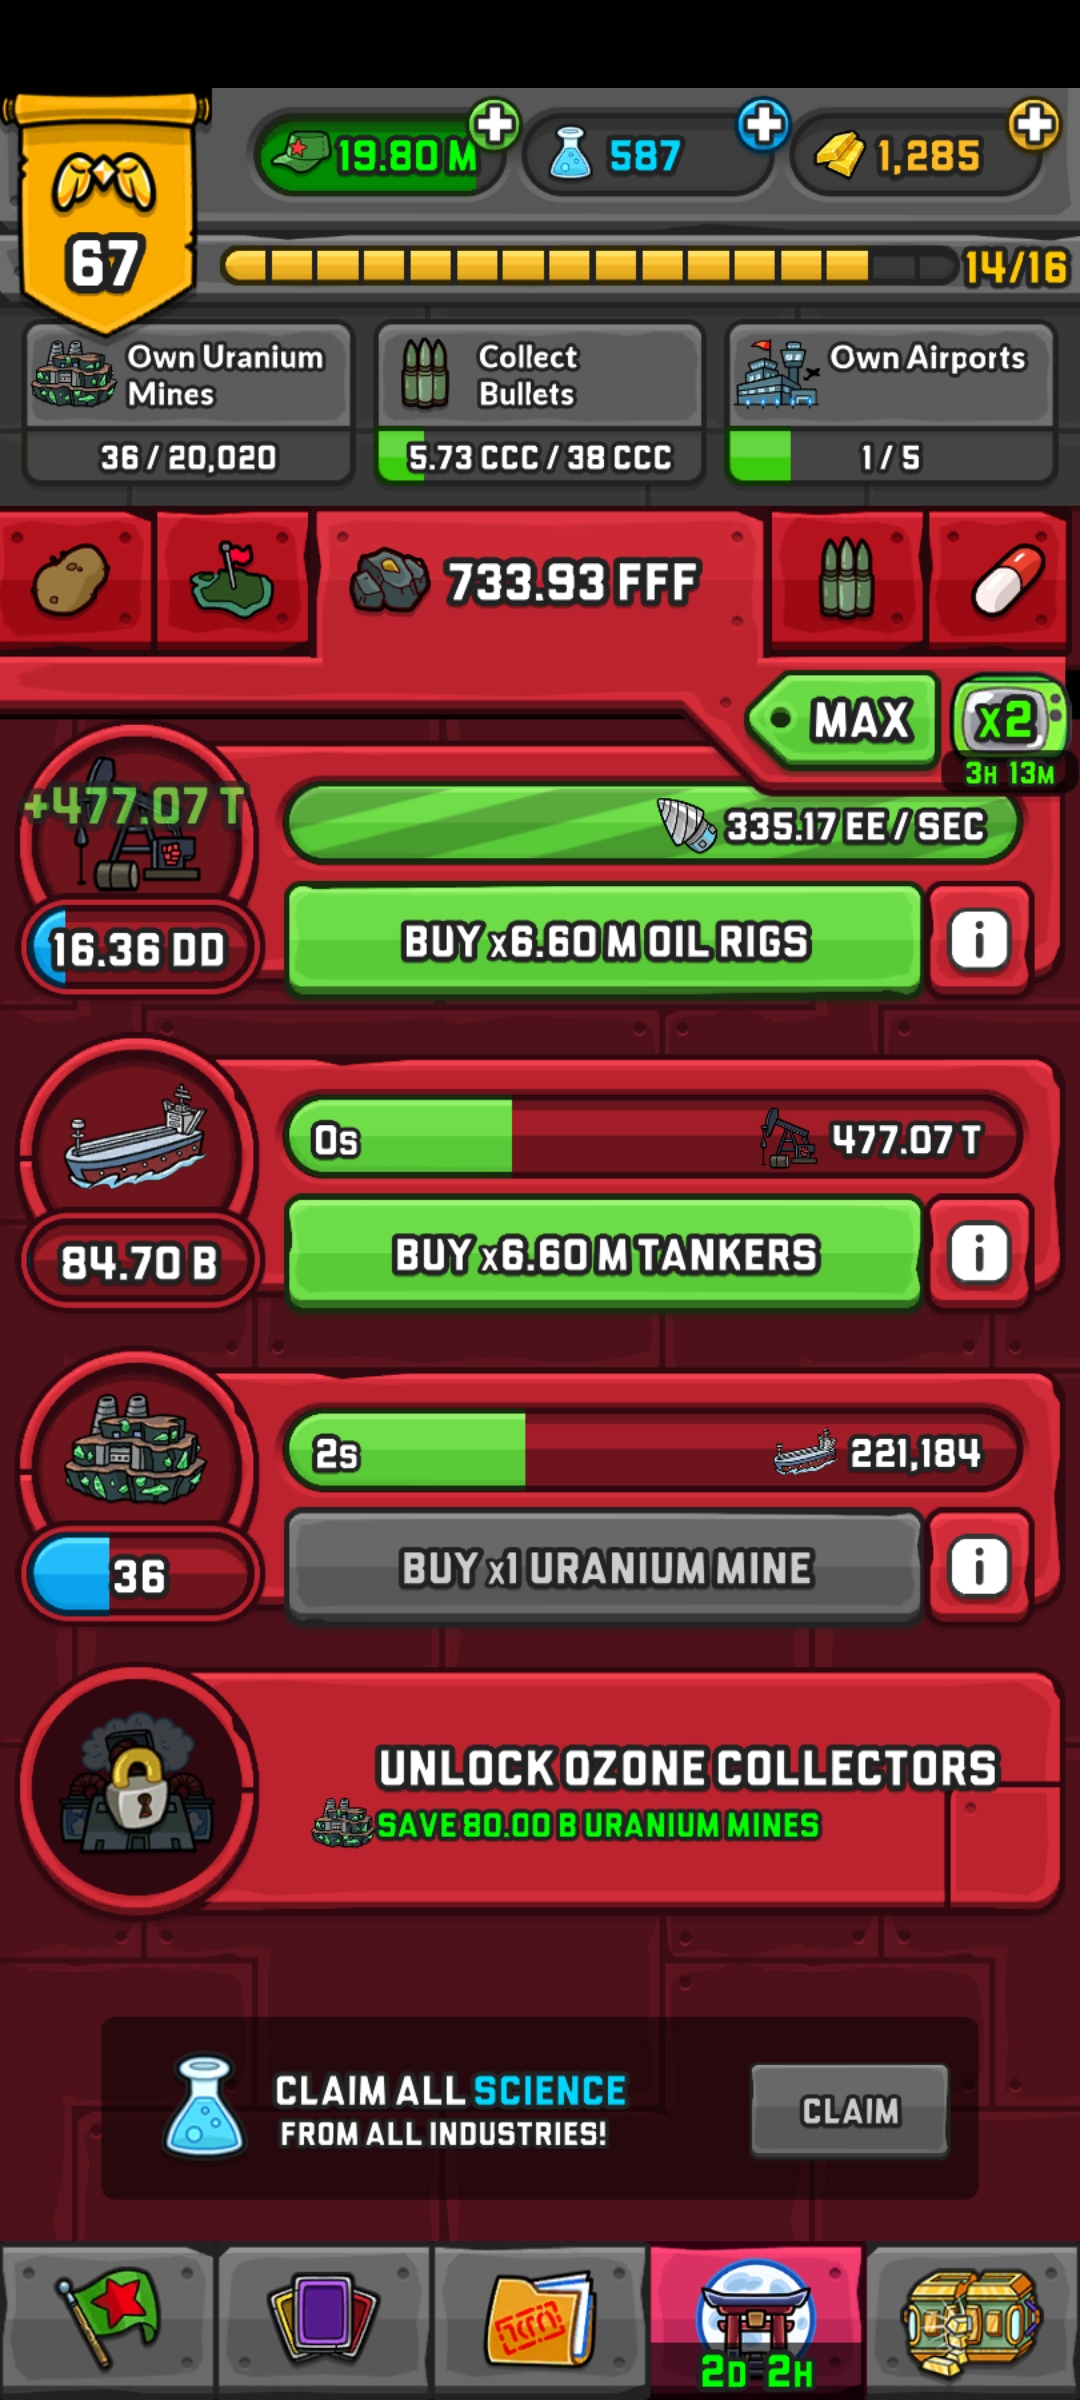 19.80 M
587
1,285
67
14/16
Own Uranium
Mines
36 / 20,020
Collect
Bullets
5.73 CCC / 38 CCC
Own Airports
1 / 5
733.93 FFF
MAX
X2
3H 13M
+477.07 T
335.17 EE / SEC
16.36 DD
BUY x6.60 M OIL RIGS
i
0s
477.07 T
84.70 B
BUY x6.60 M TANKERS
i
2s
221,184
36
BUY x1 URANIUM MINE
i
UNLOCK OZONE COLLECTORS
SAVE 80.00 B URANIUM MINES
CLAIM ALL SCIENCE
FROM ALL INDUSTRIES!
CLAIM
2D 2H